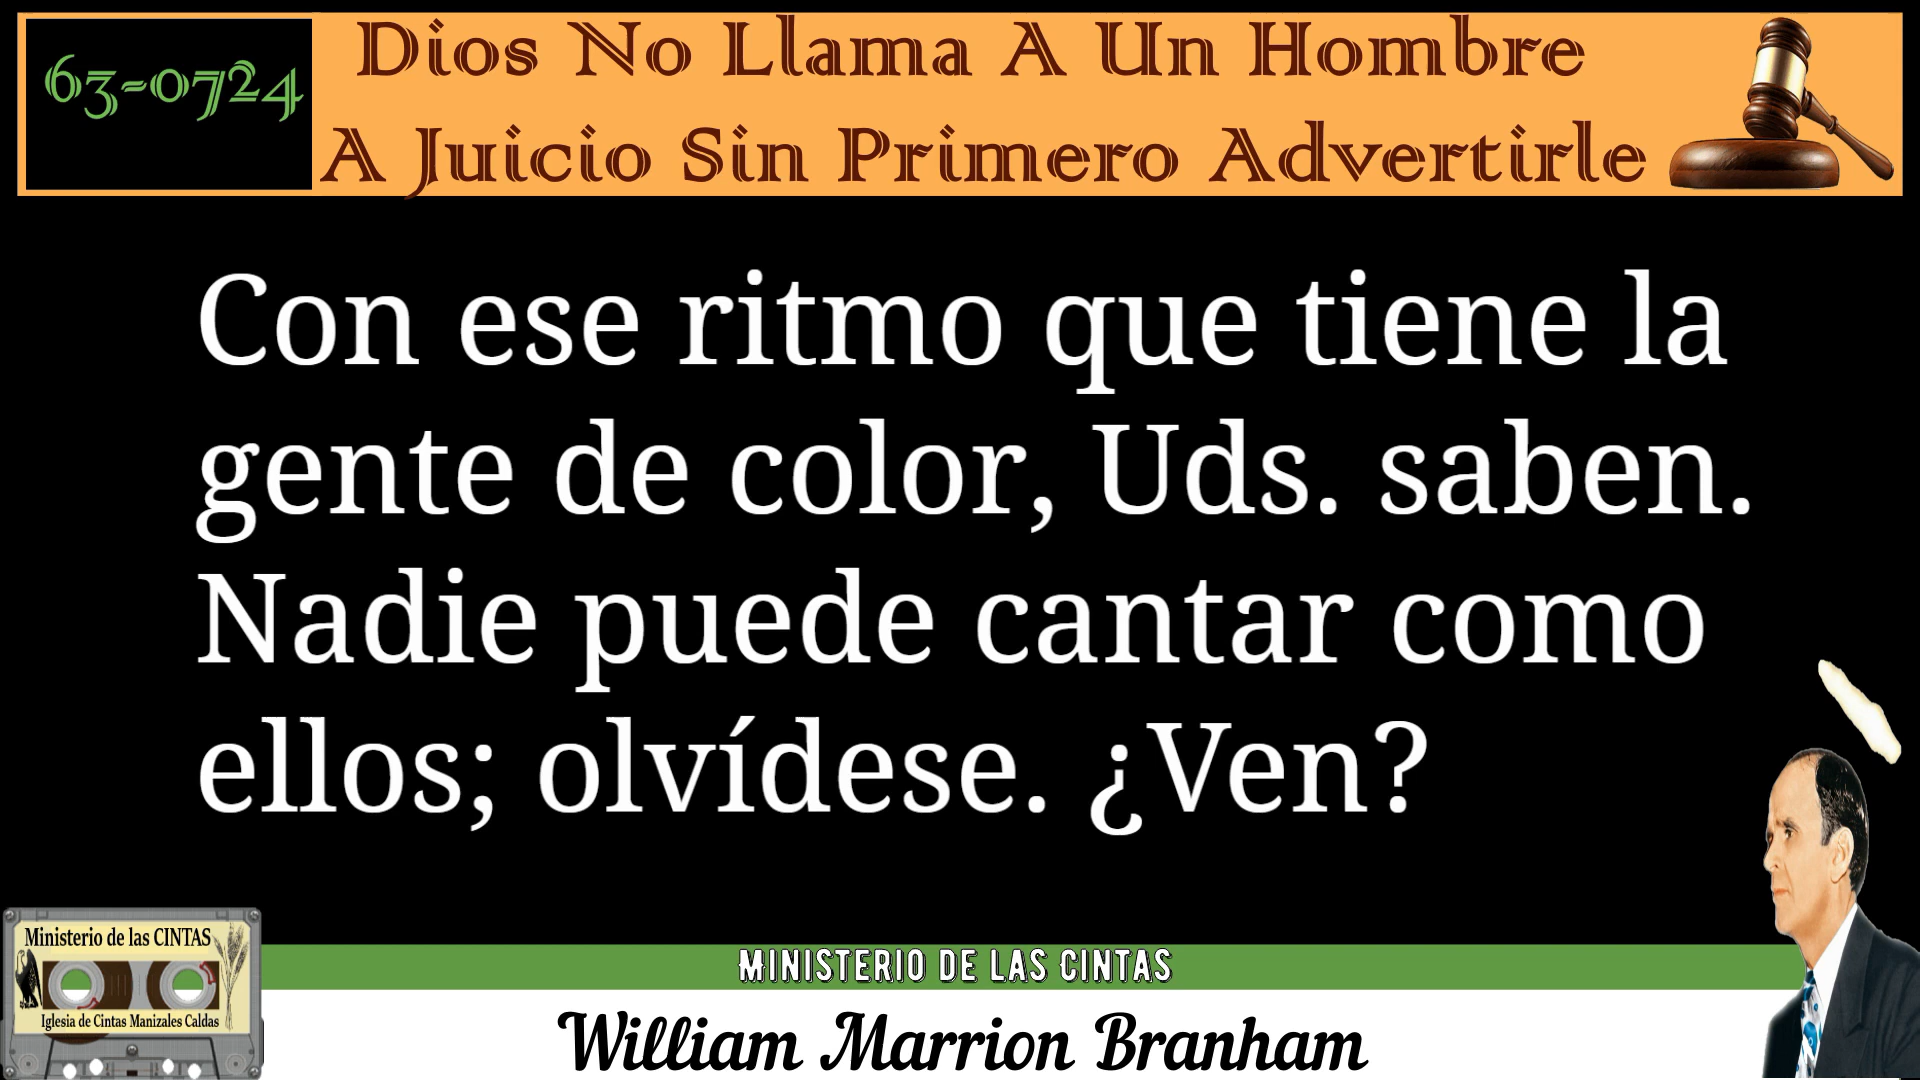 63-0724
Dios No Llama A Un Hombre
A Juicio Sin Primero Advertirle
Con ese ritmo que tiene la
gente de color, Uds. saben.
Nadie puede cantar como
ellos; olvídese. ¿Ven?
Ministerio de las CINTAS
Iglesia de Cintas Manizales Caldas
MINISTERIO DE LAS CINTAS
William Marrion Branham